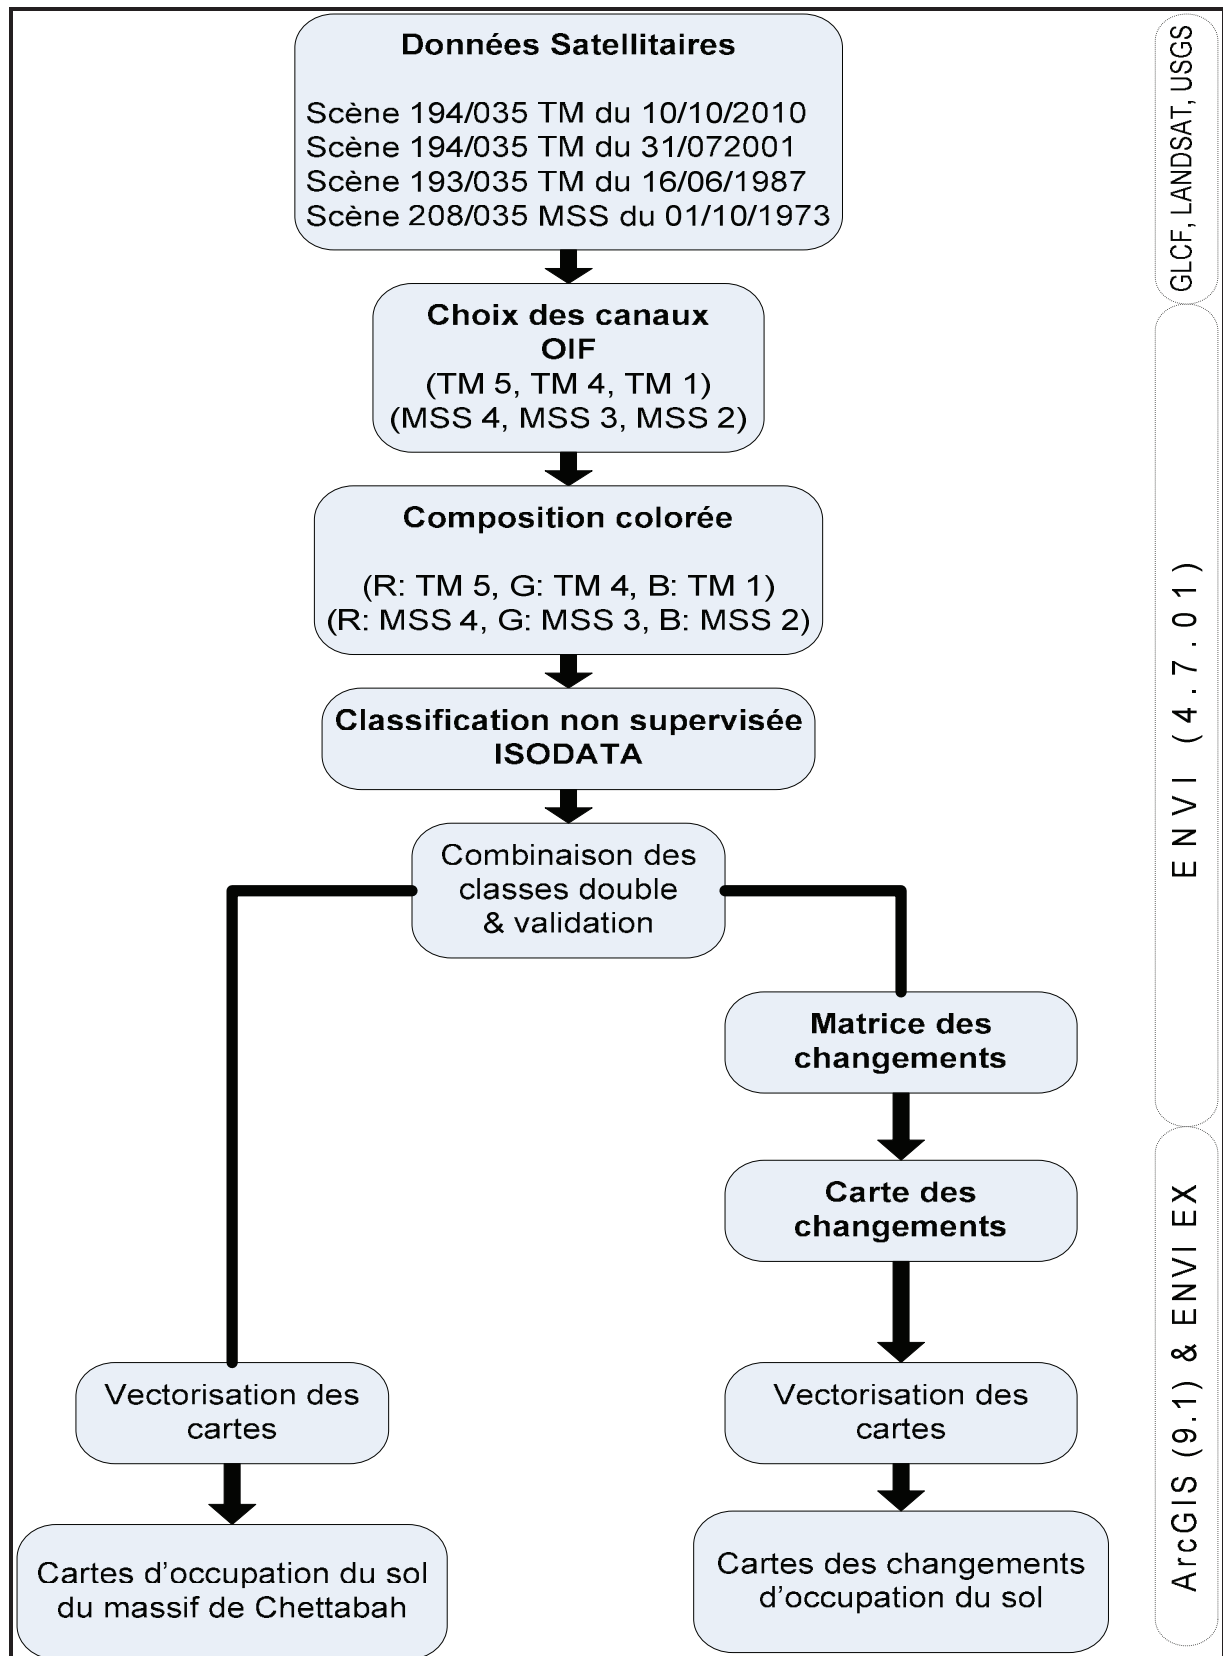 Données Satellitaires
Scène 194/035 TM du 10/10/2010
Scène 194/035 TM du 31/072001
Scène 193/035 TM du 16/06/1987
Scène 208/035 MSS du 01/10/1973
Choix des canaux
OIF
(TM 5, TM 4, TM 1)
(MSS 4, MSS 3, MSS 2)
Composition colorée
(R: TM 5, G: TM 4, B: TM 1)
(R: MSS 4, G: MSS 3, B: MSS 2)
Classification non supervisée
ISODATA
Combinaison des
classes double
& validation
Matrice des
changements
Carte des
changements
Vectorisation des
cartes
Vectorisation des
cartes
Cartes d'occupation du sol
du massif de Chettabah
Cartes des changements
d'occupation du sol
GLCF, LANDSAT, USGS
ENVI (4.7.01)
ArcGIS (9.1) & ENVI EX